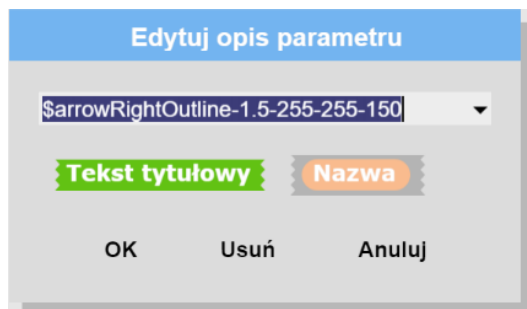 Edytuj opis parametru
$arrowRightOutline-1.5-255-255-150
Tekst tytułowy Nazwa
OK Usuń Anuluj